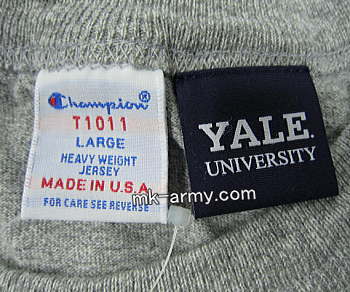 Champion®
T1011
LARGE
HEAVY WEIGHT
JERSEY
MADE IN U.S.A
FOR CARE SEE REVERSE
YALE.
UNIVERSITY
mk-army.com